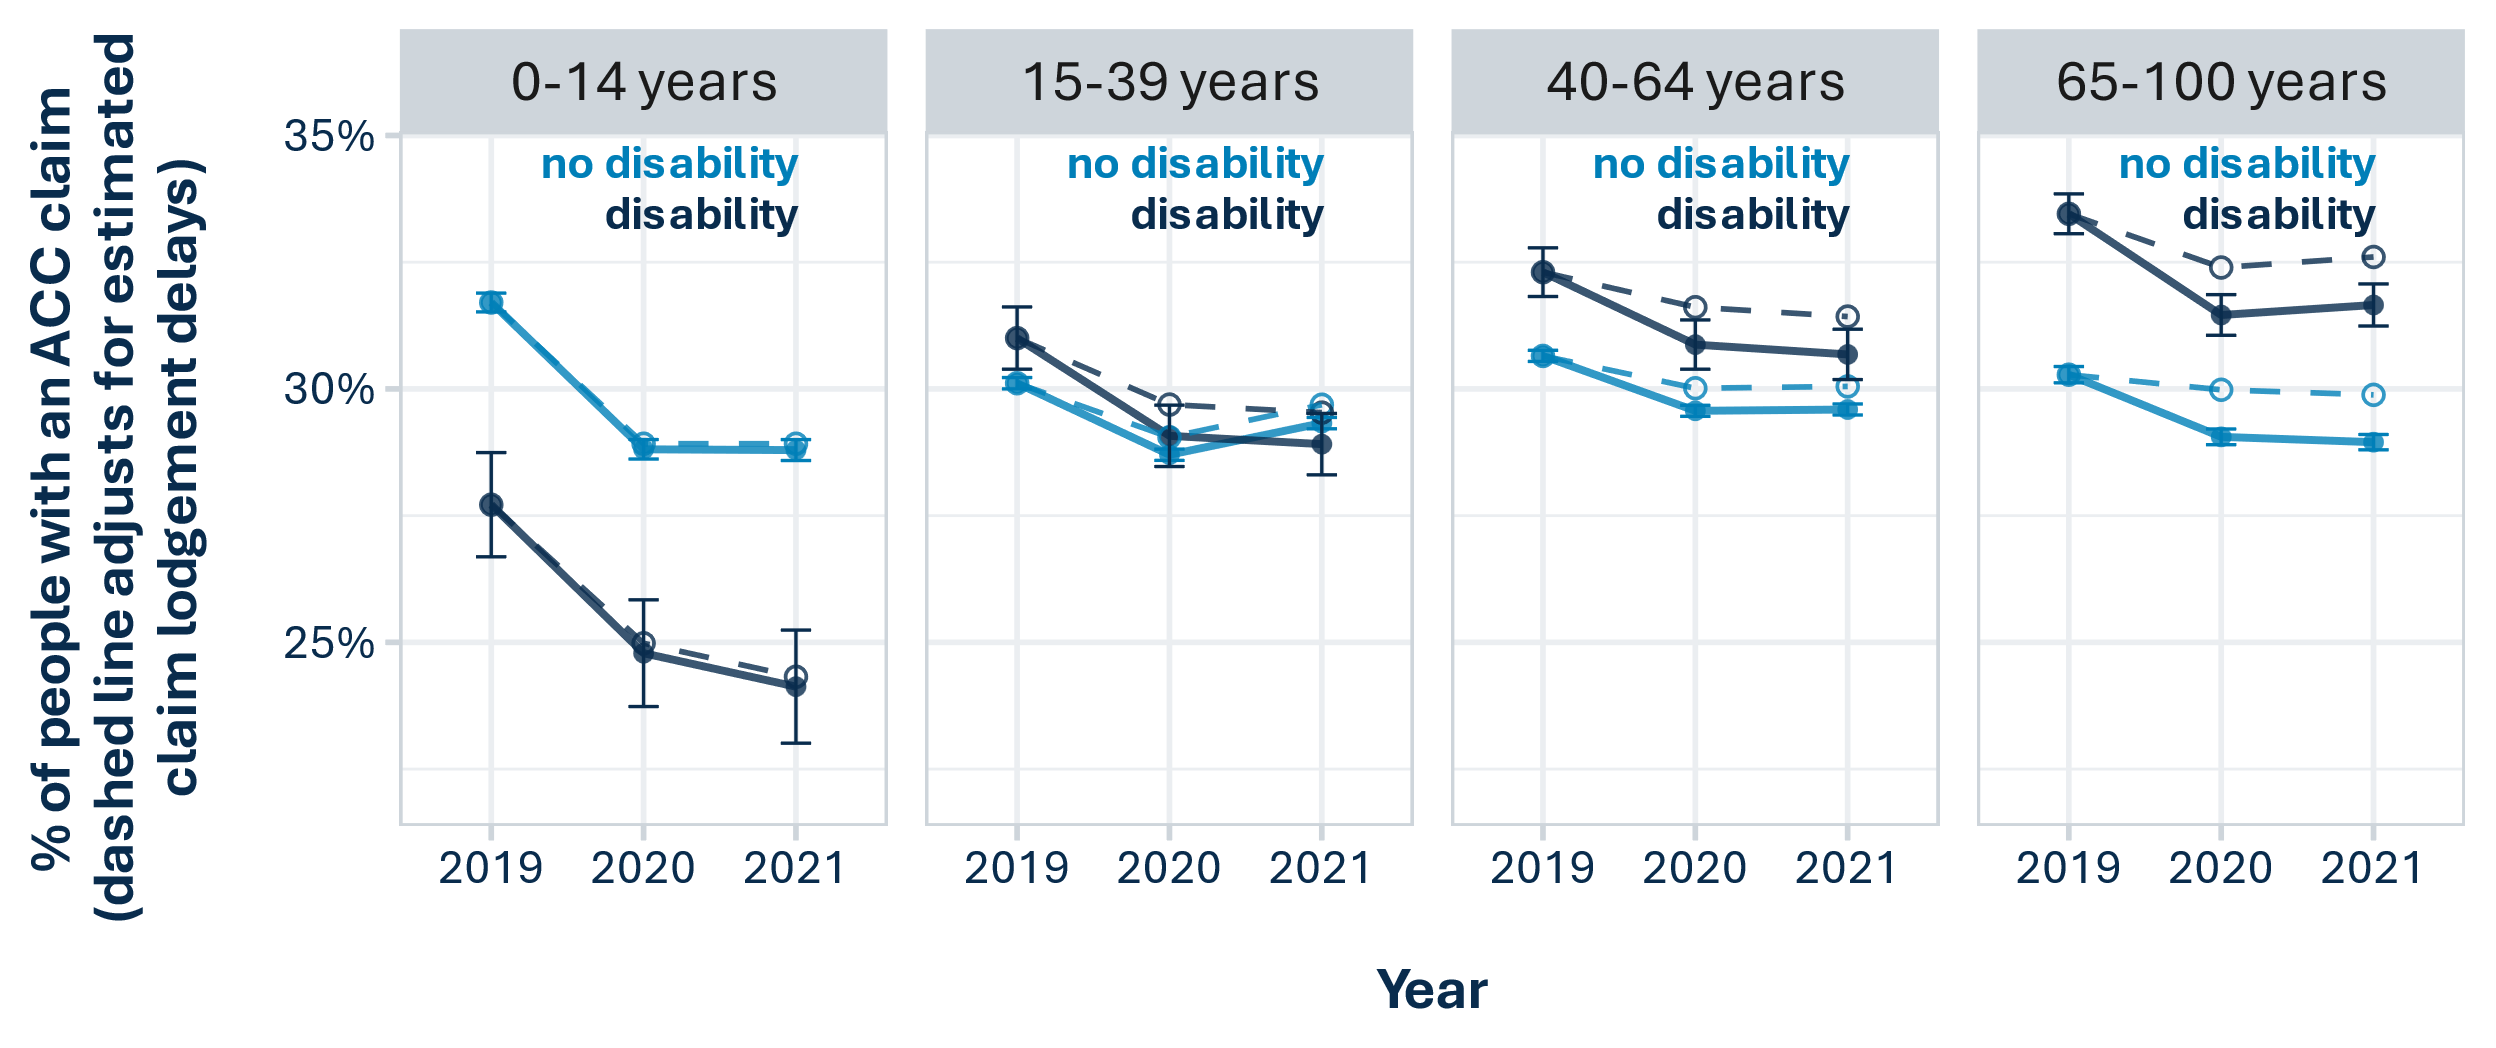 % of people with an ACC claim
(dashed line adjusts for estimated
claim lodgement delays)
0-14 years
15-39 years
40-64 years
65-100 years
35%
30%
25%
no disability
disability
no disability
disability
no disability
disability
no disability
disability
2019 2020 2021
2019 2020 2021
2019 2020 2021
2019 2020 2021
Year